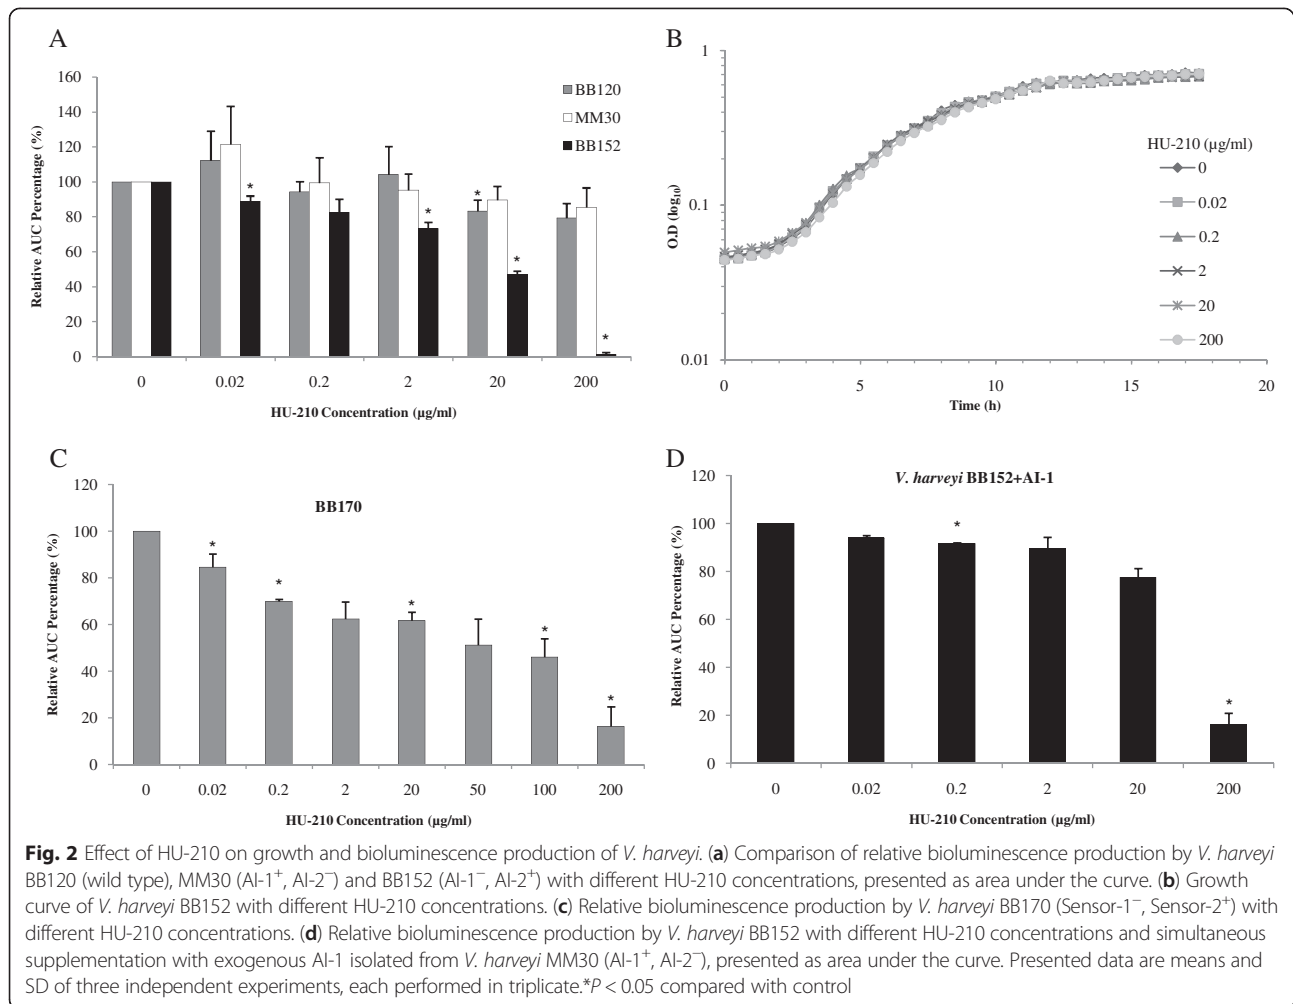 A
160
140
120
100
80
60
40
20
0
Relative AUC Percentage (%)
BB120
MM30
BB152
*
*
*
*
*
0 0.02 0.2 2 20 200
HU-210 Concentration (µg/ml)
B
1
0.1
0.01
O.D (log10)
HU-210 (µg/ml)
0
0.02
0.2
2
20
200
0 5 10 15 20
Time (h)
C
120
100
80
60
40
20
0
Relative AUC Percentage (%)
BB170
*
*
*
*
*
0 0.02 0.2 2 20 50 100 200
HU-210 Concentration (µg/ml)
D
120
100
80
60
40
20
0
Relative AUC Percentage (%)
V. harveyi BB152+AI-1
*
*
0 0.02 0.2 2 20 200
HU-210 Concentration (µg/ml)
Fig. 2 Effect of HU-210 on growth and bioluminescence production of V. harveyi. (a) Comparison of relative bioluminescence production by V. harveyi
BB120 (wild type), MM30 (AI-1⁺, AI-2⁻) and BB152 (AI-1⁻, AI-2⁺) with different HU-210 concentrations, presented as area under the curve. (b) Growth
curve of V. harveyi BB152 with different HU-210 concentrations. (c) Relative bioluminescence production by V. harveyi BB170 (Sensor-1⁻, Sensor-2⁺) with
different HU-210 concentrations. (d) Relative bioluminescence production by V. harveyi BB152 with different HU-210 concentrations and simultaneous
supplementation with exogenous AI-1 isolated from V. harveyi MM30 (AI-1⁺, AI-2⁻), presented as area under the curve. Presented data are means and
SD of three independent experiments, each performed in triplicate.*P < 0.05 compared with control